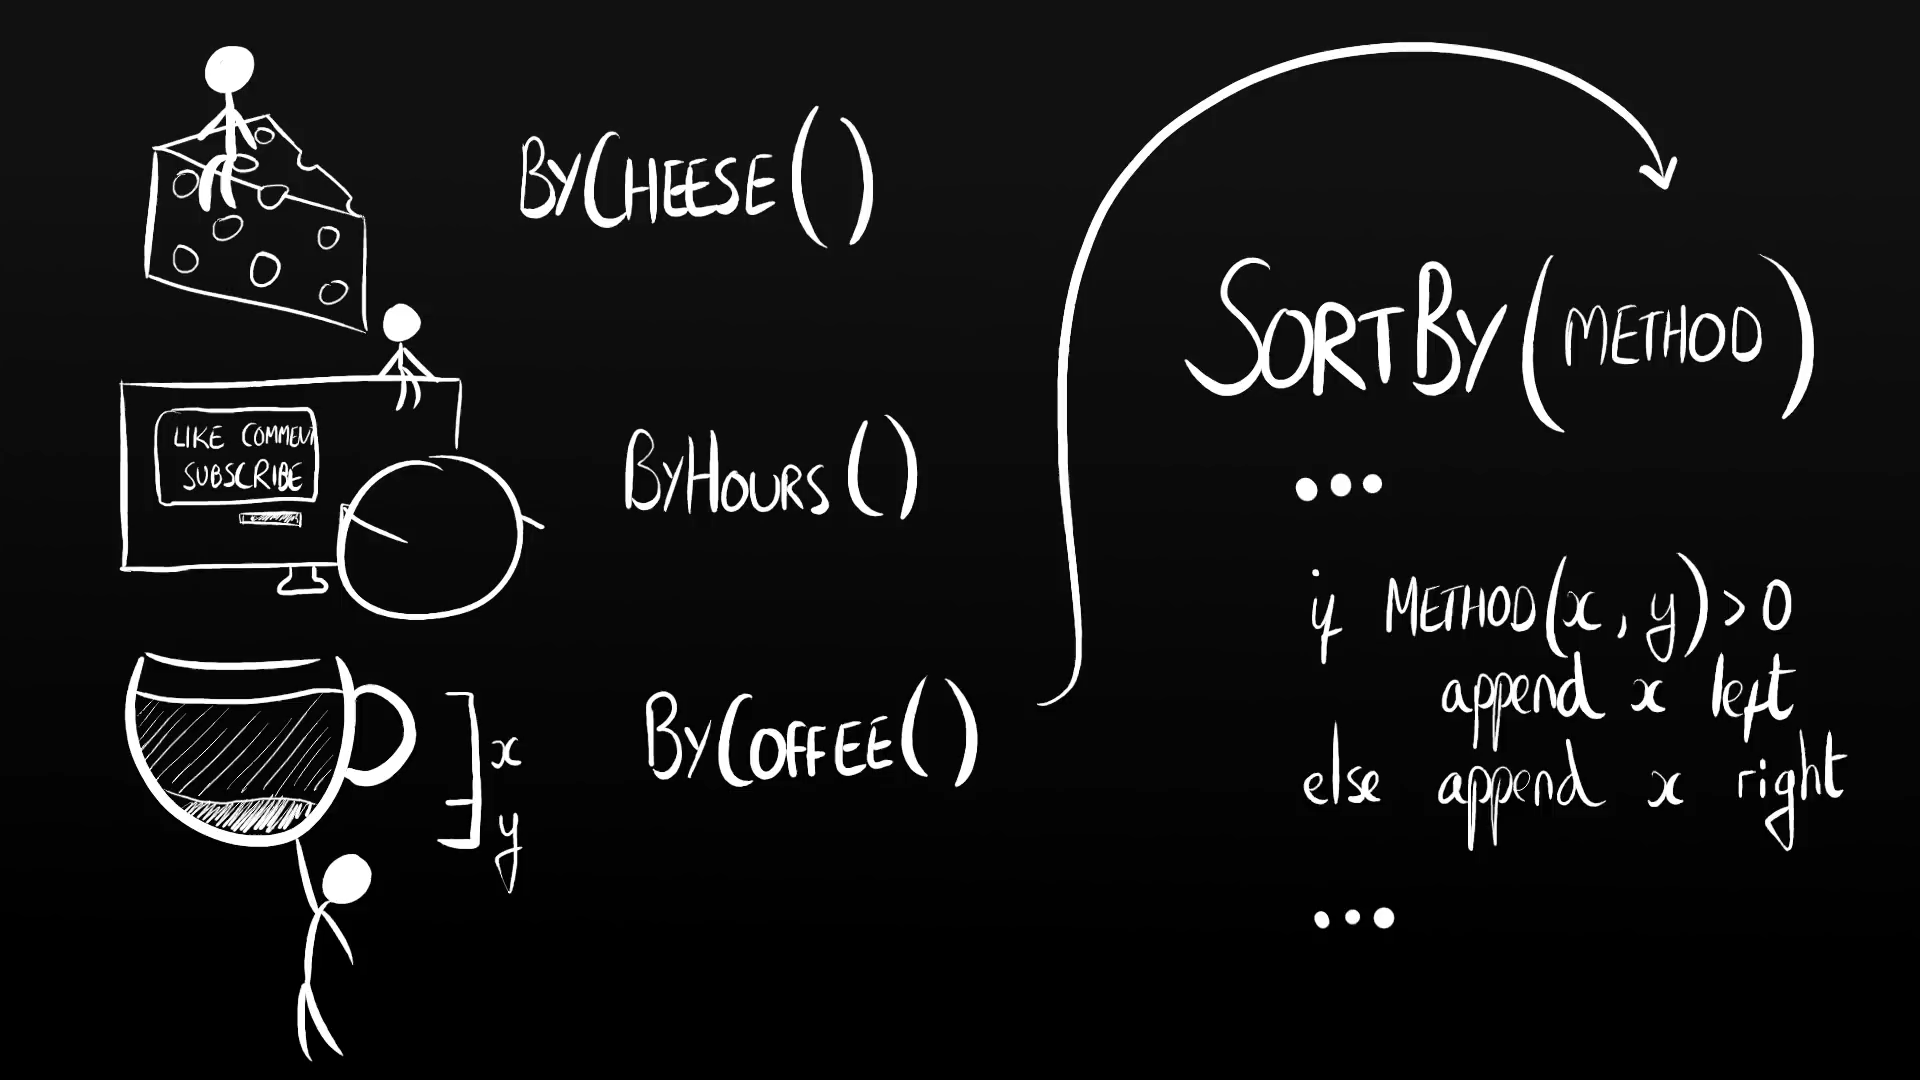 BYCHEESE()
LIKE COMMENT
SUBSCRIBE
BYHOURS()
x
y
BYCOFFEE()
SORTBY(METHOD)
...
if METHOD(x, y) > 0
append x left
else append x right
...